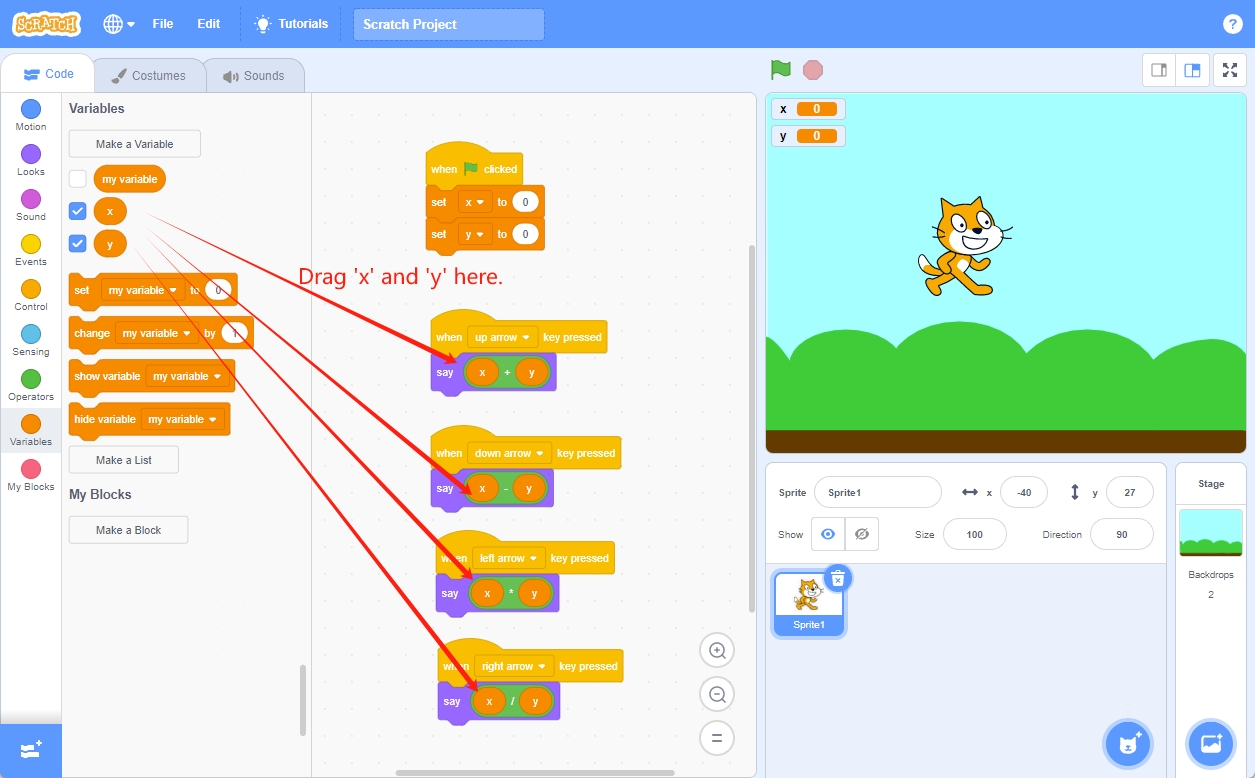 SCRATCH File Edit Tutorials Scratch Project ?
Code Costumes Sounds
Motion
Looks
Sound
Events
Control
Sensing
Operators
Variables
My Blocks
Variables
Make a Variable
my variable
x
y
set my variable to 0
change my variable by 1
show variable my variable
hide variable my variable
Make a List
My Blocks
Make a Block
when clicked
set x to 0
set y to 0
Drag 'x' and 'y' here.
when up arrow key pressed
say x + y
when down arrow key pressed
say x - y
when left arrow key pressed
say x * y
when right arrow key pressed
say x / y
x 0
y 0
Sprite Sprite1 x -40 y 27
Show Size 100 Direction 90
Sprite1
Stage
Backdrops
2